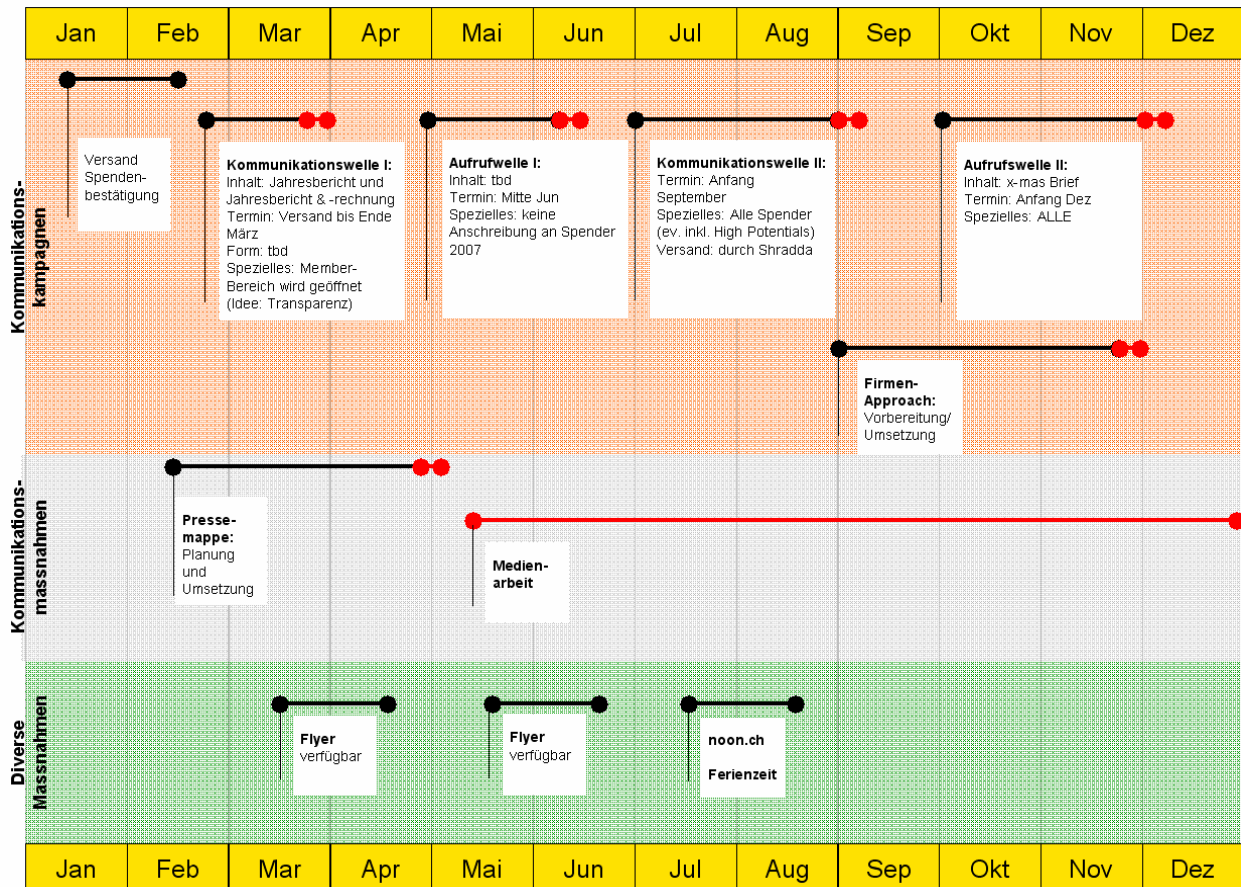 Jan Feb Mar Apr Mai Jun Jul Aug Sep Okt Nov Dez
Kommunikations-
kampagnen
Versand
Spenden-
bestätigung
Kommunikationswelle I:
Inhalt: Jahresbericht und
Jahresbericht & -rechnung
Termin: Versand bis Ende
März
Form: tbd
Spezielles: Member-
Bereich wird geöffnet
(Idee: Transparenz)
Aufrufwelle I:
Inhalt: tbd
Termin: Mitte Jun
Spezielles: keine
Anschreibung an Spender
2007
Kommunikationswelle II:
Termin: Anfang
September
Spezielles: Alle Spender
(ev. inkl. High Potentials)
Versand: durch Shradda
Aufrufswelle II:
Inhalt: x-mas Brief
Termin: Anfang Dez
Spezielles: ALLE
Firmen-
Approach:
Vorbereitung/
Umsetzung
Kommunikations-
massnahmen
Presse-
mappe:
Planung
und
Umsetzung
Medien-
arbeit
Diverse
Massnahmen
Flyer
verfügbar
Flyer
verfügbar
noon.ch
Ferienzeit
Jan Feb Mar Apr Mai Jun Jul Aug Sep Okt Nov Dez